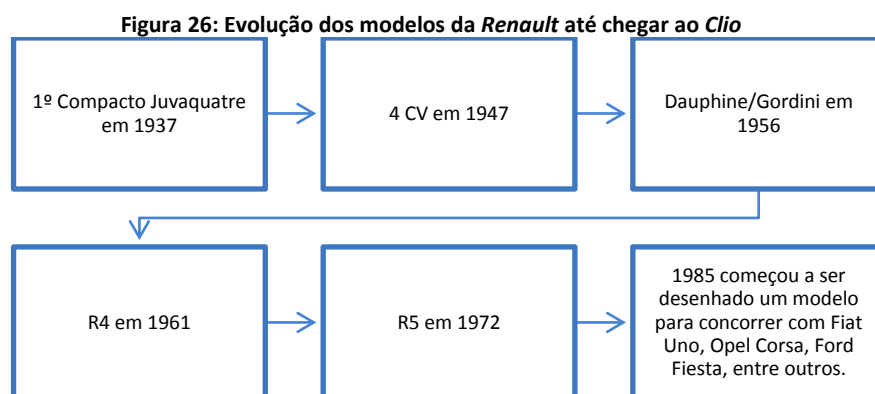 Figura 26: Evolução dos modelos da Renault até chegar ao Clio
1º Compacto Juvaquatre
em 1937
4 CV em 1947
Dauphine/Gordini em
1956
R4 em 1961
R5 em 1972
1985 começou a ser
desenhado um modelo
para concorrer com Fiat
Uno, Opel Corsa, Ford
Fiesta, entre outros.